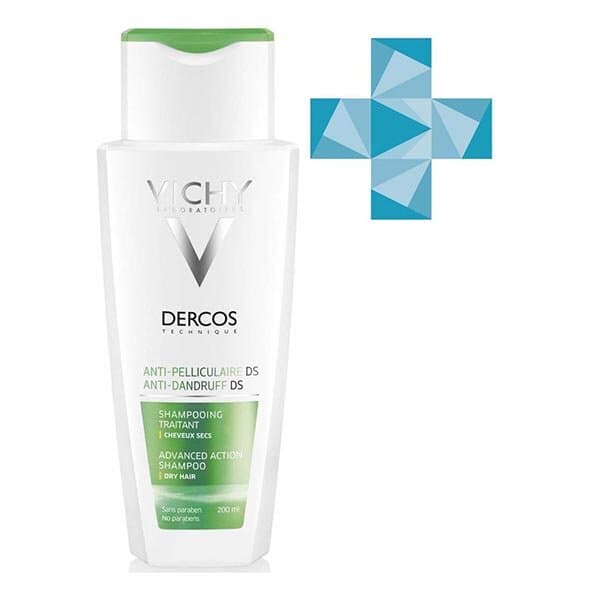 VICHY
LABORATOIRES
V
DERCOS
TECHNIQUE
ANTI-PELLICULAIRE DS
ANTI-DANDRUFF DS
SHAMPOOING
TRAITANT
CHEVEUX SECS
ADVANCED ACTION
SHAMPOO
DRY HAIR
Sans paraben
No parabens
200 ml